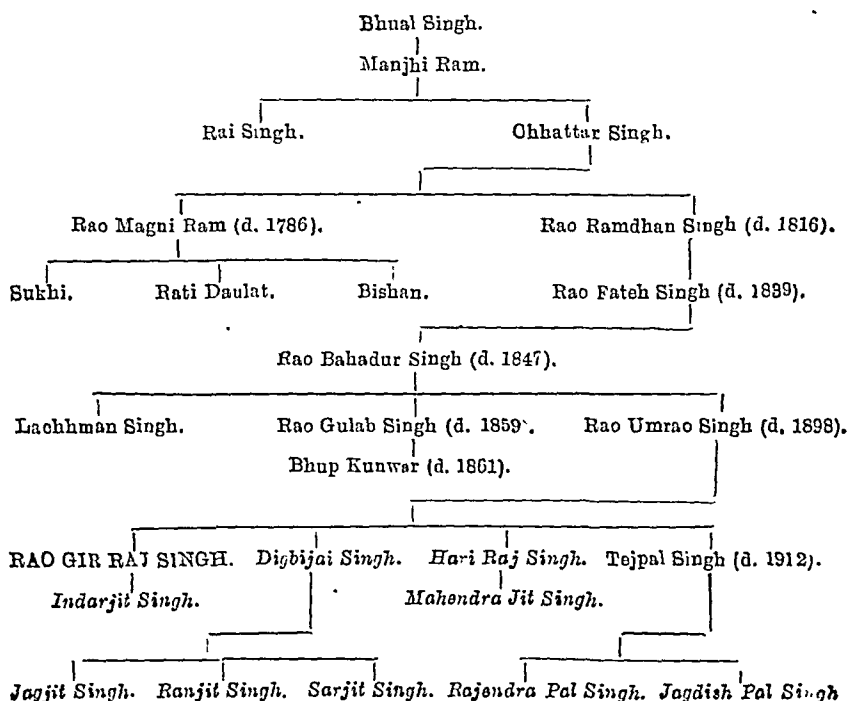 Bhual Singh.
Manjhi Ram.
Rai Singh. Chhattar Singh.
Rao Magni Ram (d. 1786). Rao Ramdhan Singh (d. 1816).
Sukhi. Rati Daulat. Bishan. Rao Fateh Singh (d. 1839).
Rao Bahadur Singh (d. 1847).
Lachhman Singh. Rao Gulab Singh (d. 1859). Rao Umrao Singh (d. 1898).
Bhup Kunwar (d. 1861).
RAO GIR RAJ SINGH. Digbijai Singh. Hari Raj Singh. Tejpal Singh (d. 1912).
Indarjit Singh. Mahendra Jit Singh.
Jagjit Singh. Ranjit Singh. Sarjit Singh. Rajendra Pal Singh. Jagdish Pal Singh